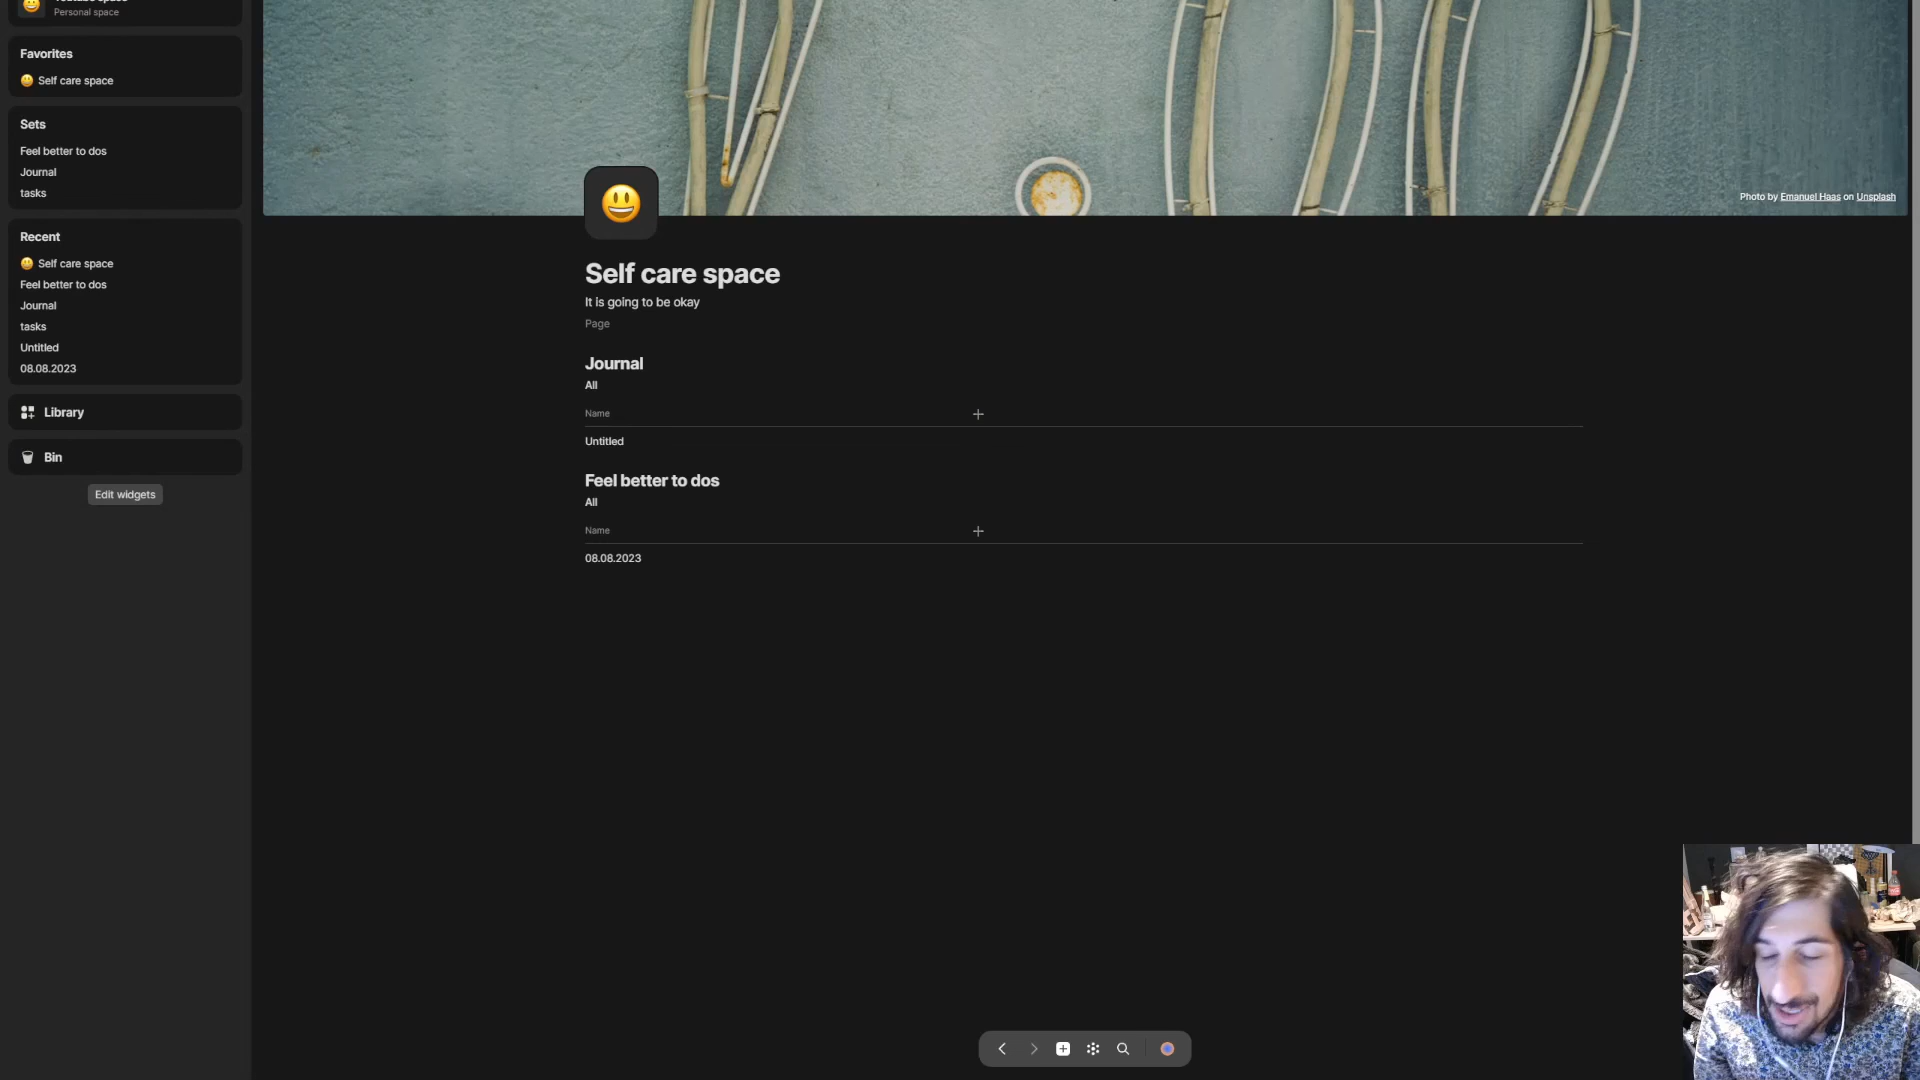 Personal space
Favorites
Self care space
Sets
Feel better to dos
Journal
tasks
Recent
Self care space
Feel better to dos
Journal
tasks
Untitled
08.08.2023
Library
Bin
Edit widgets
Photo by Emanuel Haas on Unsplash
Self care space
It is going to be okay
Page
Journal
All
Name
Untitled
Feel better to dos
All
Name
08.08.2023